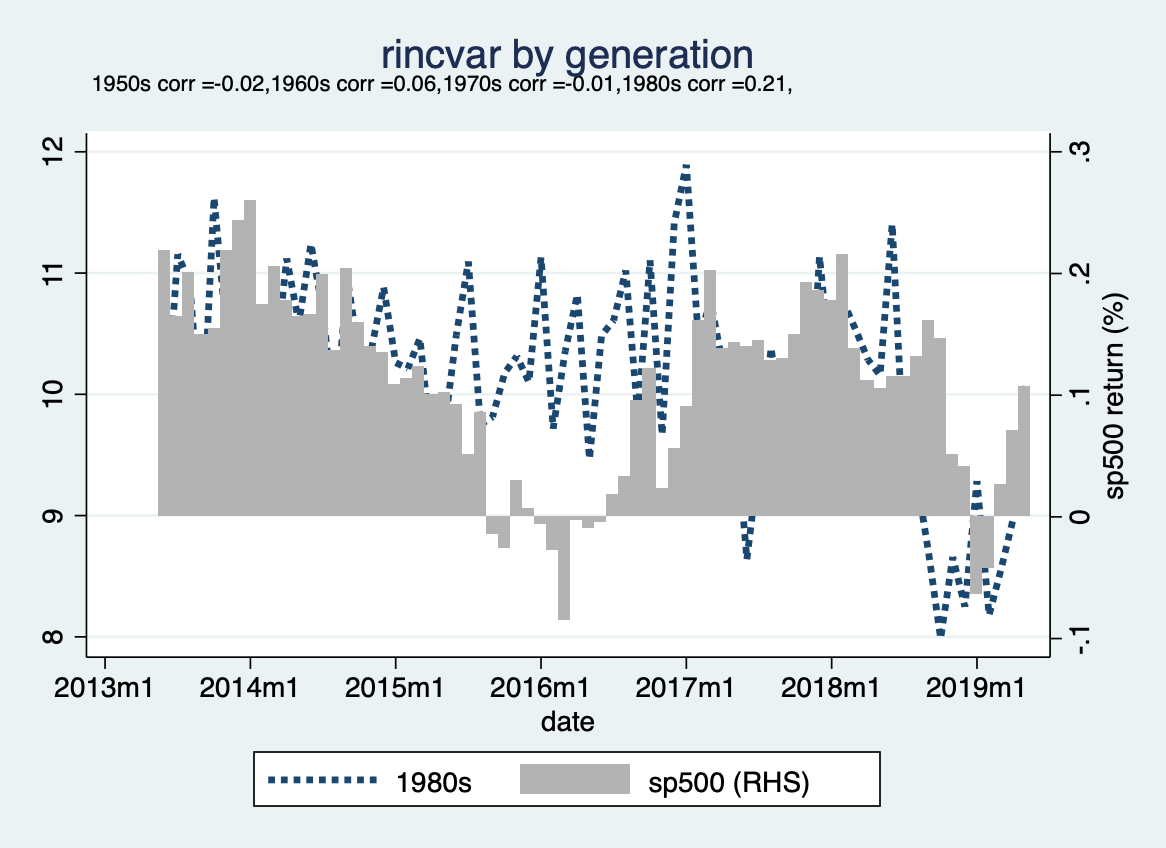 rincvar by generation
1950s corr =-0.02,1960s corr =0.06,1970s corr =-0.01,1980s corr =0.21,
12
11
10
9
8
.3
.2
.1
0
-.1
sp500 return (%)
2013m1 2014m1 2015m1 2016m1 2017m1 2018m1 2019m1
date
1980s sp500 (RHS)